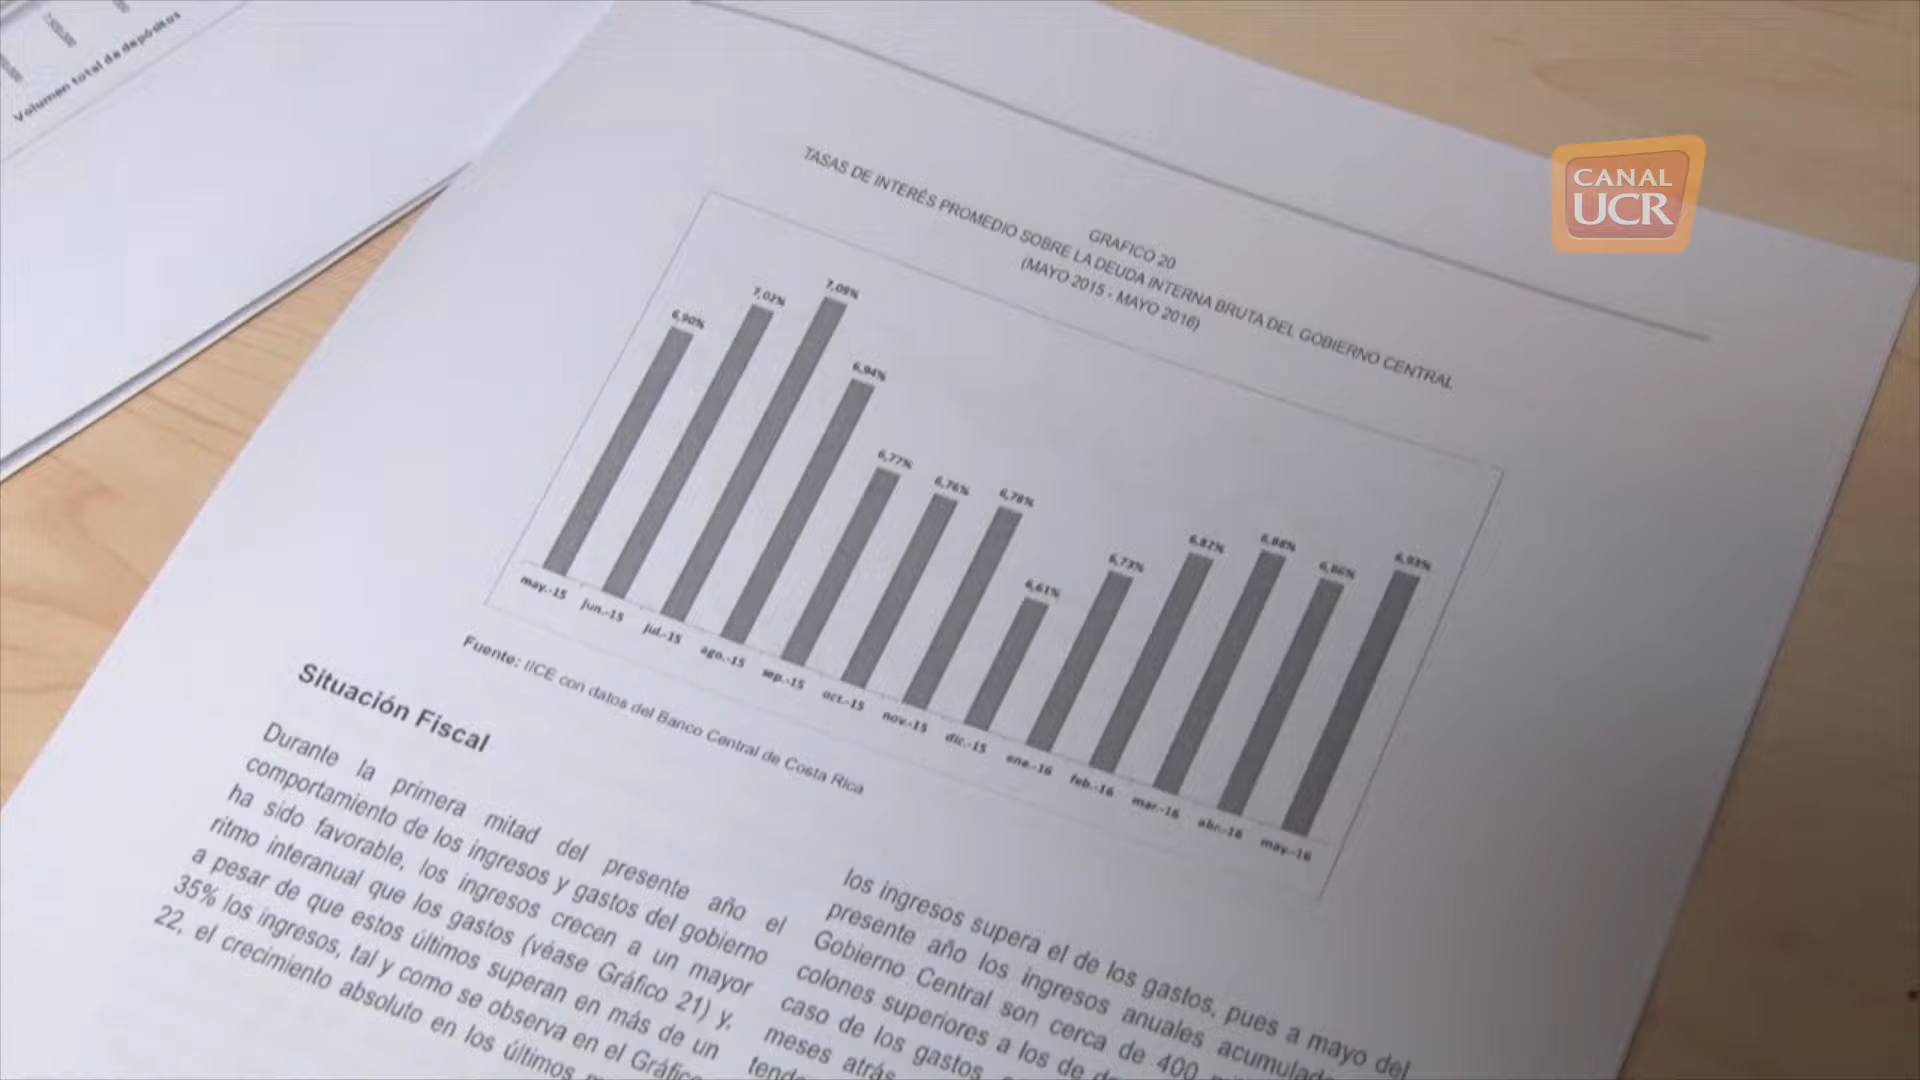 Volumen total de depósitos
CANAL
UCR
GRAFICO 20
TASAS DE INTERÉS PROMEDIO SOBRE LA DEUDA INTERNA BRUTA DEL GOBIERNO CENTRAL
(MAYO 2015 - MAYO 2016)
6,90% 7,02% 7,09% 6,94% 6,77% 6,76% 6,78% 6,61% 6,73% 6,82% 6,84% 6,86% 6,93%
may.-15 jun.-15 jul.-15 ago.-15 sep.-15 oct.-15 nov.-15 dic.-15 ene.-16 feb.-16 mar.-16 abr.-16 may.-16
Fuente: IICE con datos del Banco Central de Costa Rica
Situación Fiscal
Durante la primera mitad del presente año el
comportamiento de los ingresos y gastos del gobierno
ha sido favorable, los ingresos crecen a un mayor
ritmo interanual que los gastos (véase Gráfico 21) y,
a pesar de que estos últimos superan en más de un
35% los ingresos, tal y como se observa en el Gráfico
22, el crecimiento absoluto en los últimos
los ingresos supera el de los gastos, pues a mayo del
presente año los ingresos anuales
Gobierno Central son cerca de 400
colones superiores a los de
caso de los gastos
meses atrás